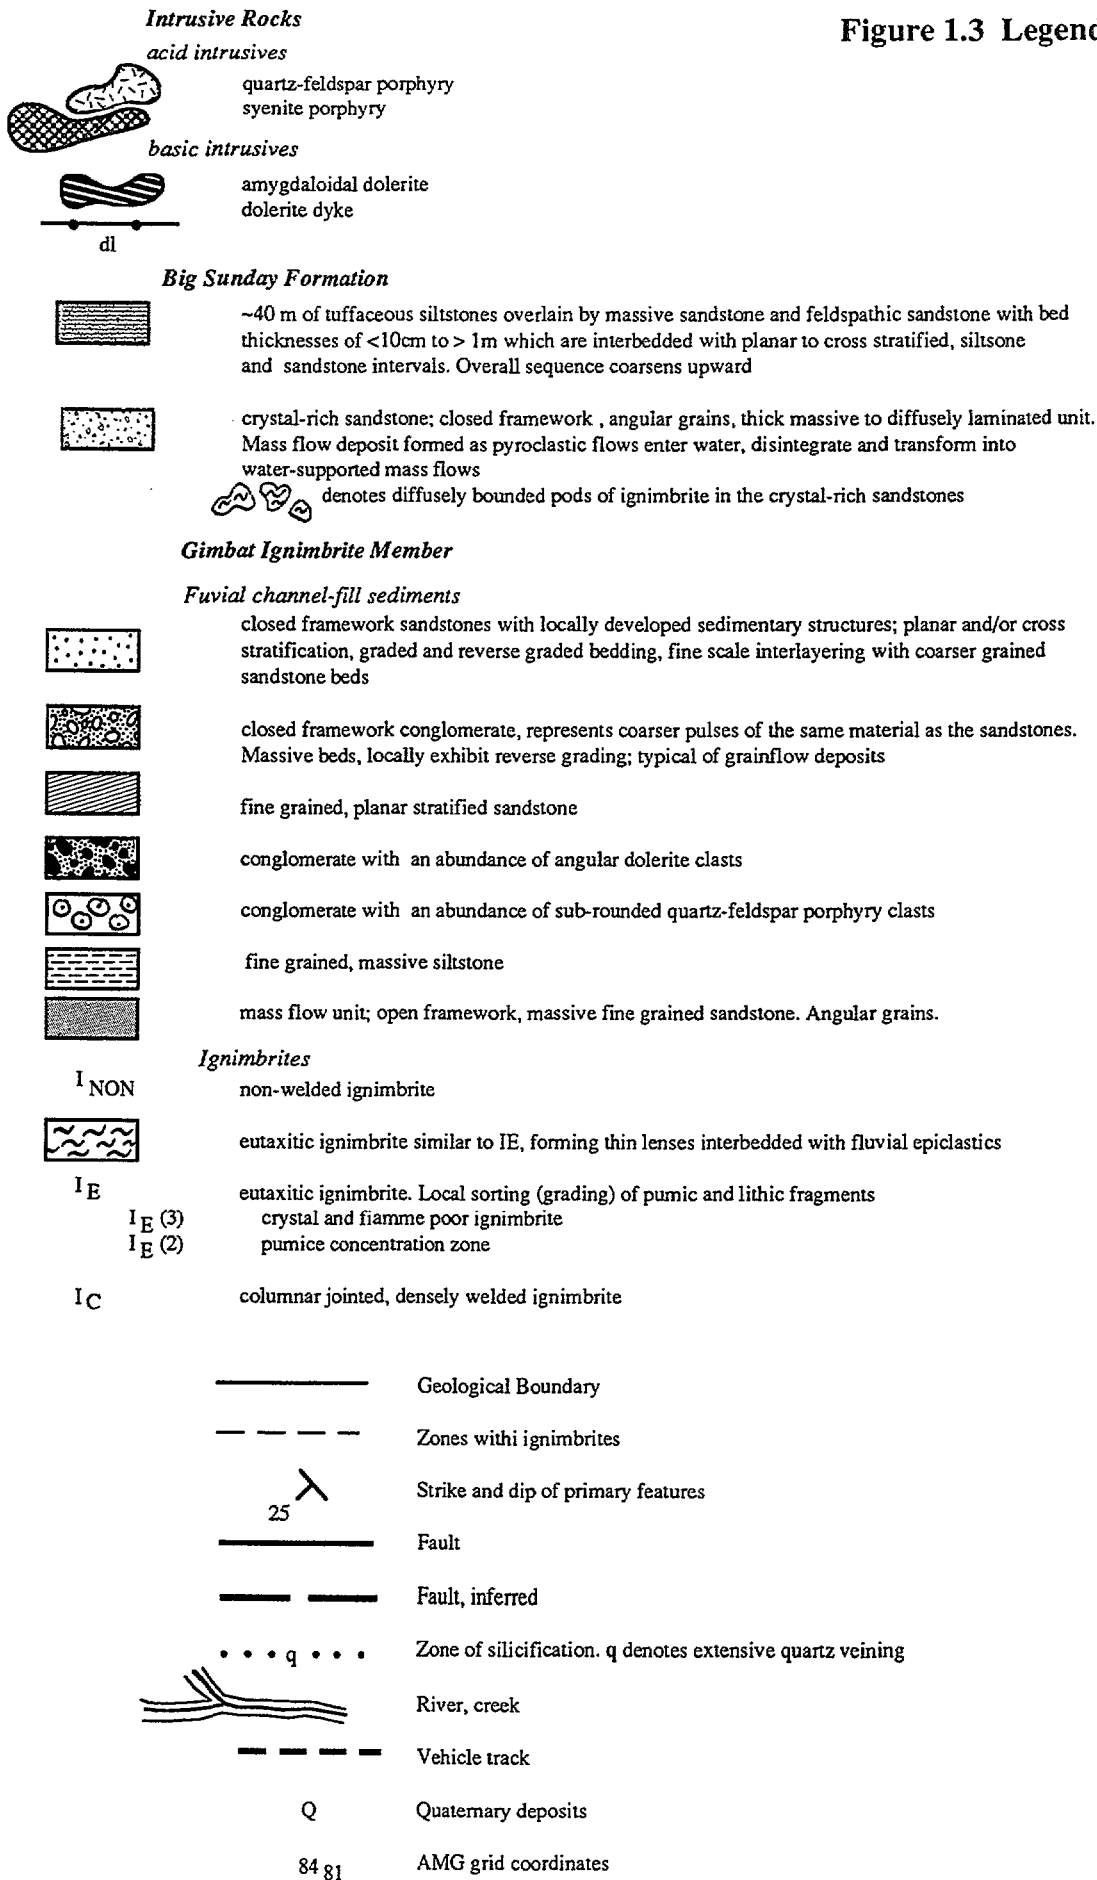 Intrusive Rocks
Figure 1.3 Legend
acid intrusives
quartz-feldspar porphyry
syenite porphyry
basic intrusives
amygdaloidal dolerite
dolerite dyke
dl
Big Sunday Formation
~40 m of tuffaceous siltstones overlain by massive sandstone and feldspathic sandstone with bed
thicknesses of <10cm to > 1m which are interbedded with planar to cross stratified, siltsone
and sandstone intervals. Overall sequence coarsens upward
crystal-rich sandstone; closed framework , angular grains, thick massive to diffusely laminated unit.
Mass flow deposit formed as pyroclastic flows enter water, disintegrate and transform into
water-supported mass flows
denotes diffusely bounded pods of ignimbrite in the crystal-rich sandstones
Gimbat Ignimbrite Member
Fuvial channel-fill sediments
closed framework sandstones with locally developed sedimentary structures; planar and/or cross
stratification, graded and reverse graded bedding, fine scale interlayering with coarser grained
sandstone beds
closed framework conglomerate, represents coarser pulses of the same material as the sandstones.
Massive beds, locally exhibit reverse grading; typical of grainflow deposits
fine grained, planar stratified sandstone
conglomerate with an abundance of angular dolerite clasts
conglomerate with an abundance of sub-rounded quartz-feldspar porphyry clasts
fine grained, massive siltstone
mass flow unit; open framework, massive fine grained sandstone. Angular grains.
Ignimbrites
I NON non-welded ignimbrite
eutaxitic ignimbrite similar to IE, forming thin lenses interbedded with fluvial epiclastics
I E eutaxitic ignimbrite. Local sorting (grading) of pumic and lithic fragments
I E (3) crystal and fiamme poor ignimbrite
I E (2) pumice concentration zone
I C columnar jointed, densely welded ignimbrite
Geological Boundary
Zones withi ignimbrites
25 Strike and dip of primary features
Fault
Fault, inferred
q Zone of silicification. q denotes extensive quartz veining
River, creek
Vehicle track
Q Quaternary deposits
84 81 AMG grid coordinates